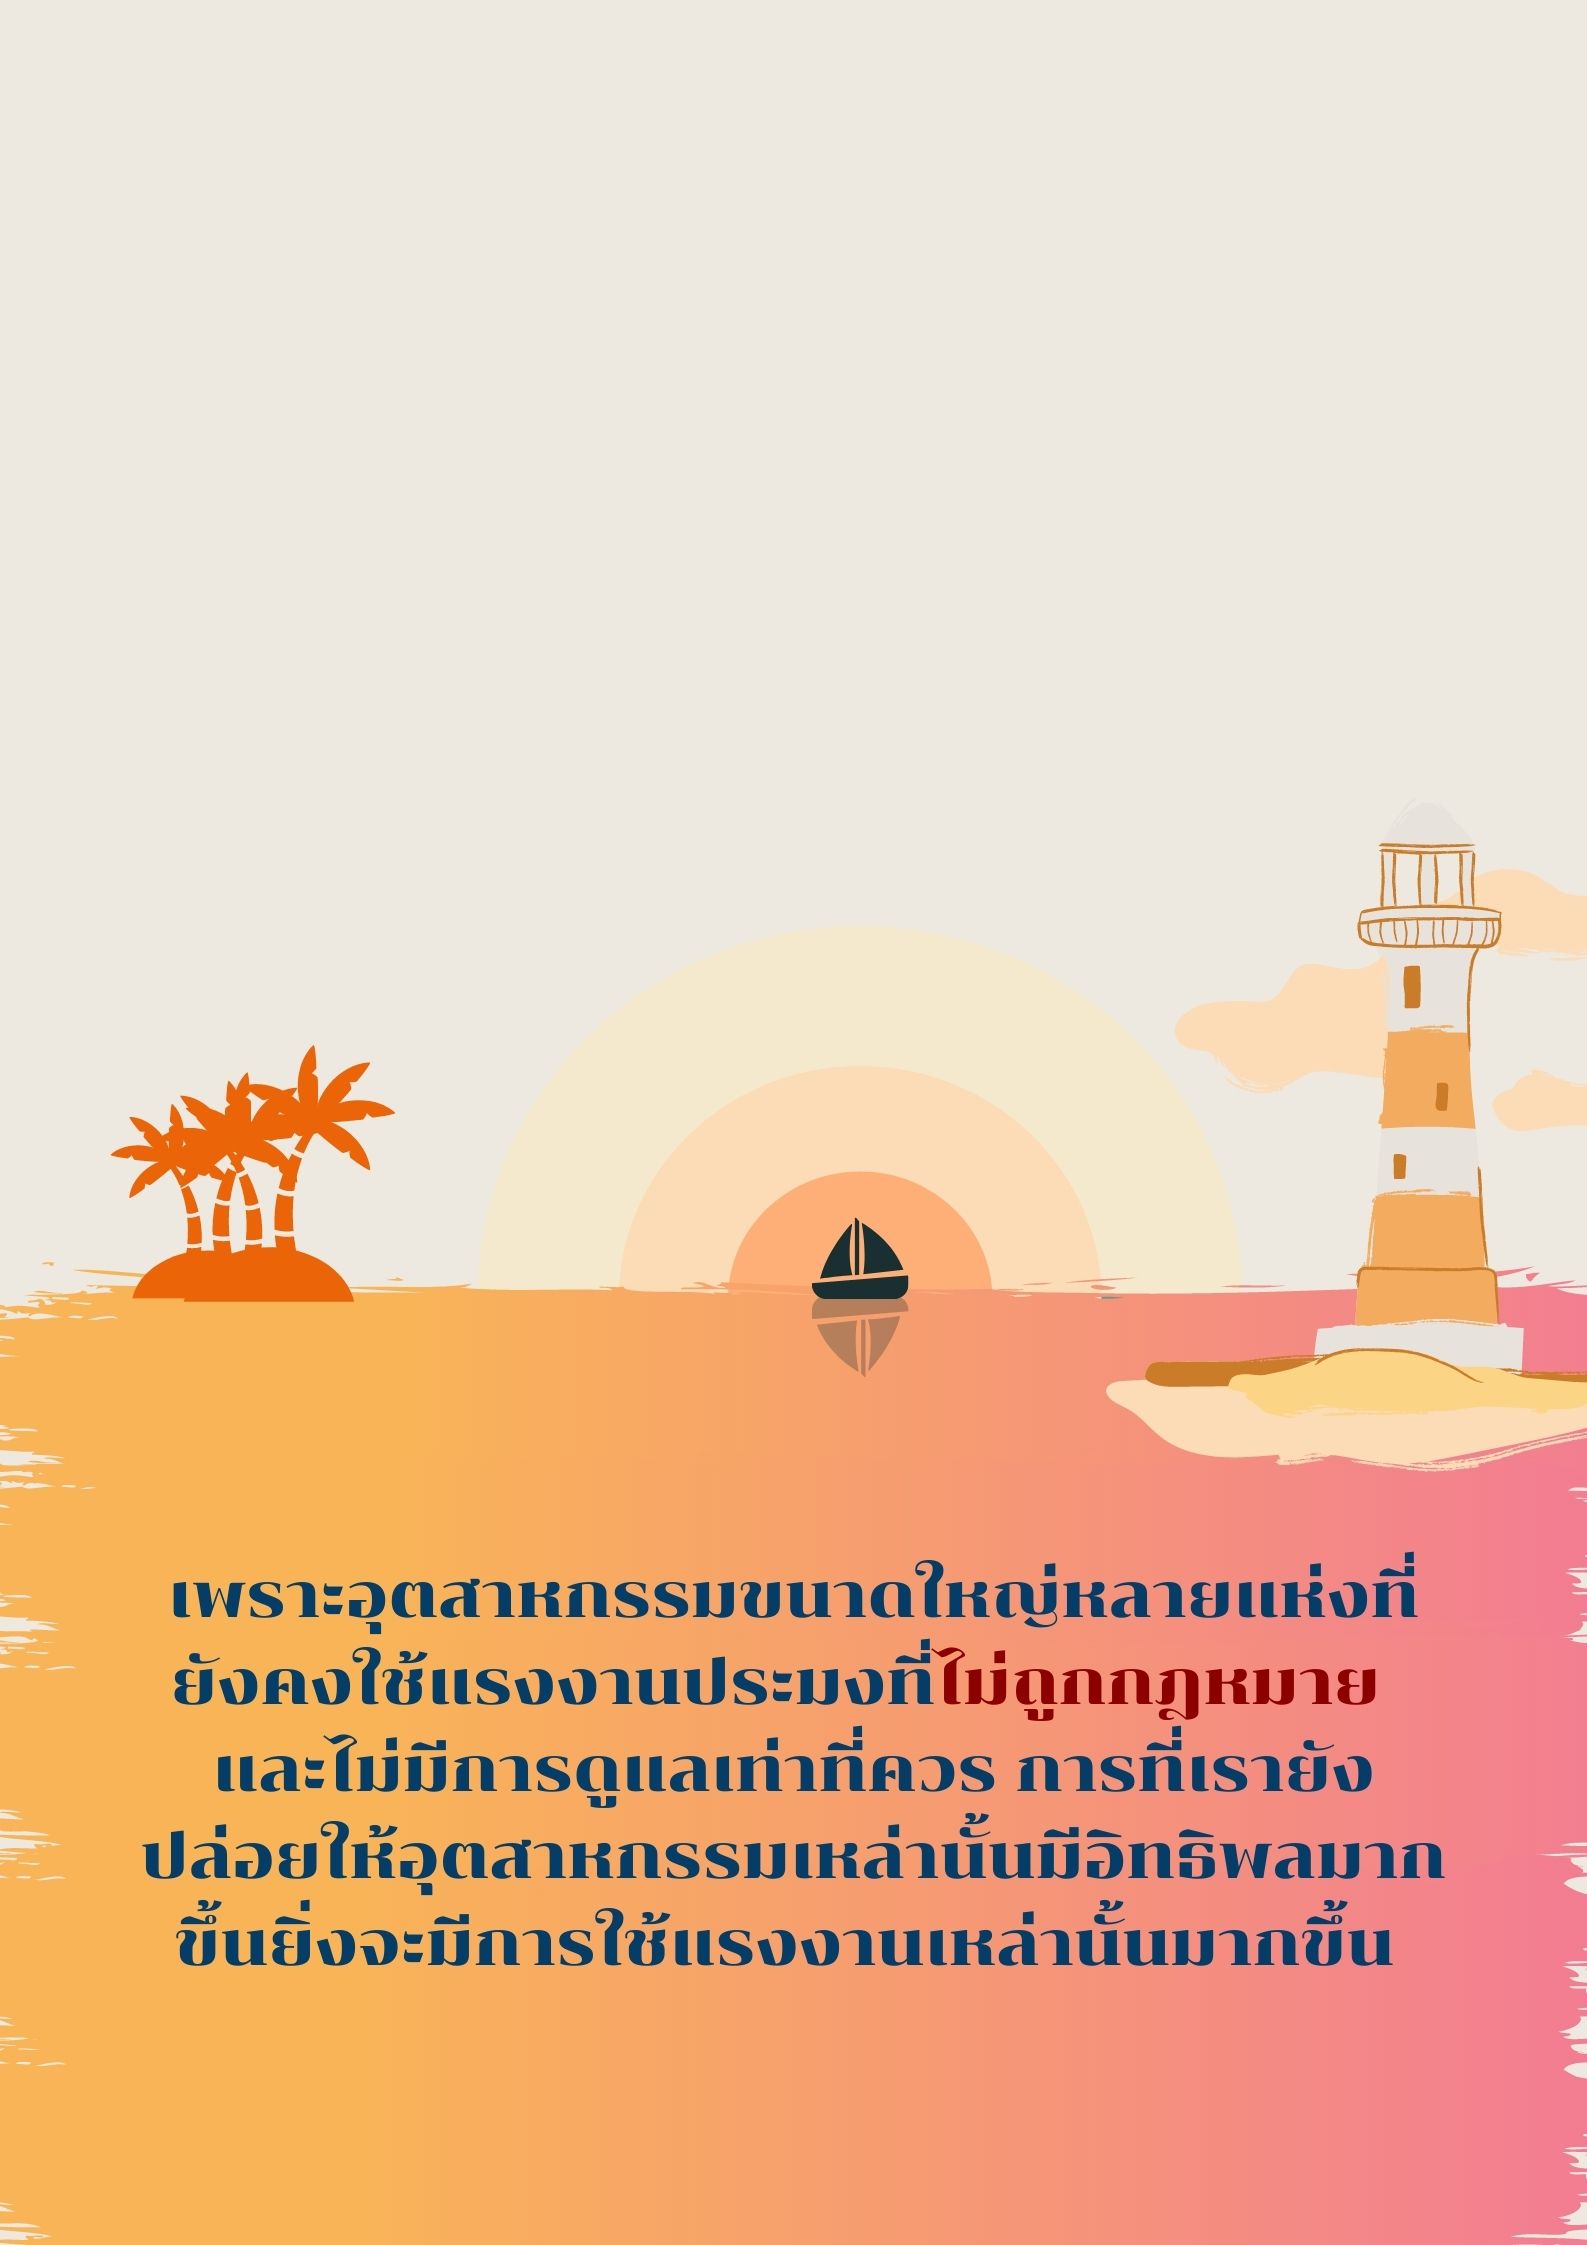 เพราะอุตสาหกรรมขนาดใหญ่หลายแห่งที่
ยังคงใช้แรงงานประมงที่ไม่ถูกกฎหมาย
และไม่มีการดูแลเท่าที่ควร การที่เรายัง
ปล่อยให้อุตสาหกรรมเหล่านั้นมีอิทธิพลมาก
ขึ้นยิ่งจะมีการใช้แรงงานเหล่านั้นมากขึ้น